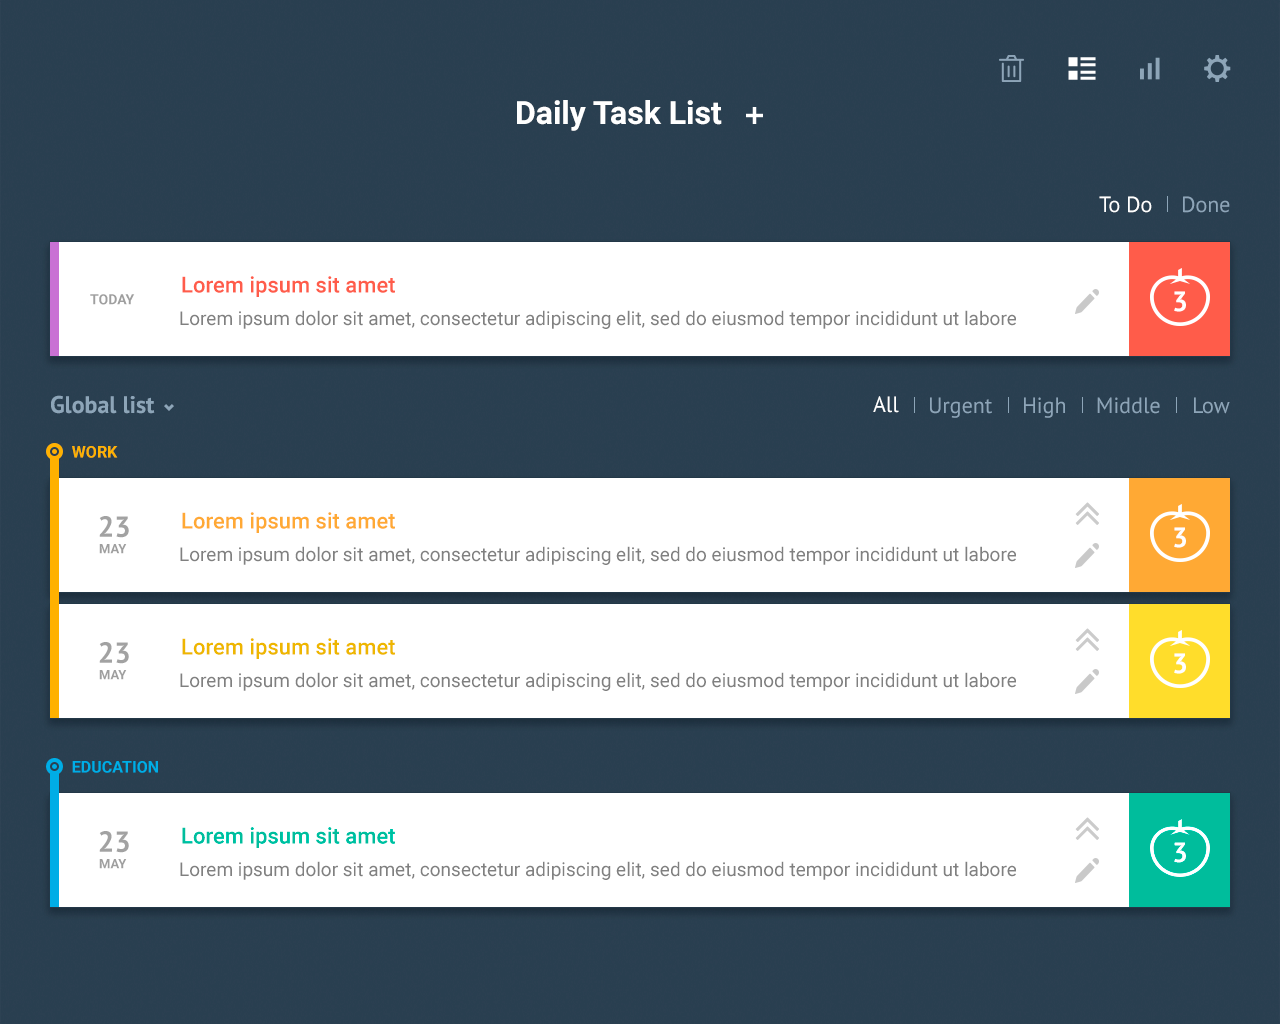 Daily Task List +
To Do | Done
TODAY
Lorem ipsum sit amet
Lorem ipsum dolor sit amet, consectetur adipiscing elit, sed do eiusmod tempor incididunt ut labore
3
Global list
All | Urgent | High | Middle | Low
WORK
23
MAY
Lorem ipsum sit amet
Lorem ipsum dolor sit amet, consectetur adipiscing elit, sed do eiusmod tempor incididunt ut labore
3
23
MAY
Lorem ipsum sit amet
Lorem ipsum dolor sit amet, consectetur adipiscing elit, sed do eiusmod tempor incididunt ut labore
3
EDUCATION
23
MAY
Lorem ipsum sit amet
Lorem ipsum dolor sit amet, consectetur adipiscing elit, sed do eiusmod tempor incididunt ut labore
3